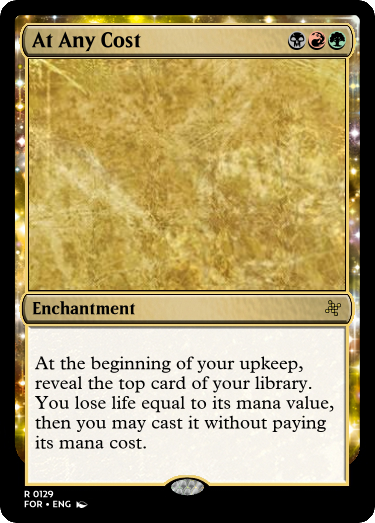 At Any Cost
Enchantment
At the beginning of your upkeep,
reveal the top card of your library.
You lose life equal to its mana value,
then you may cast it without paying
its mana cost.
R 0129
FOR • ENG